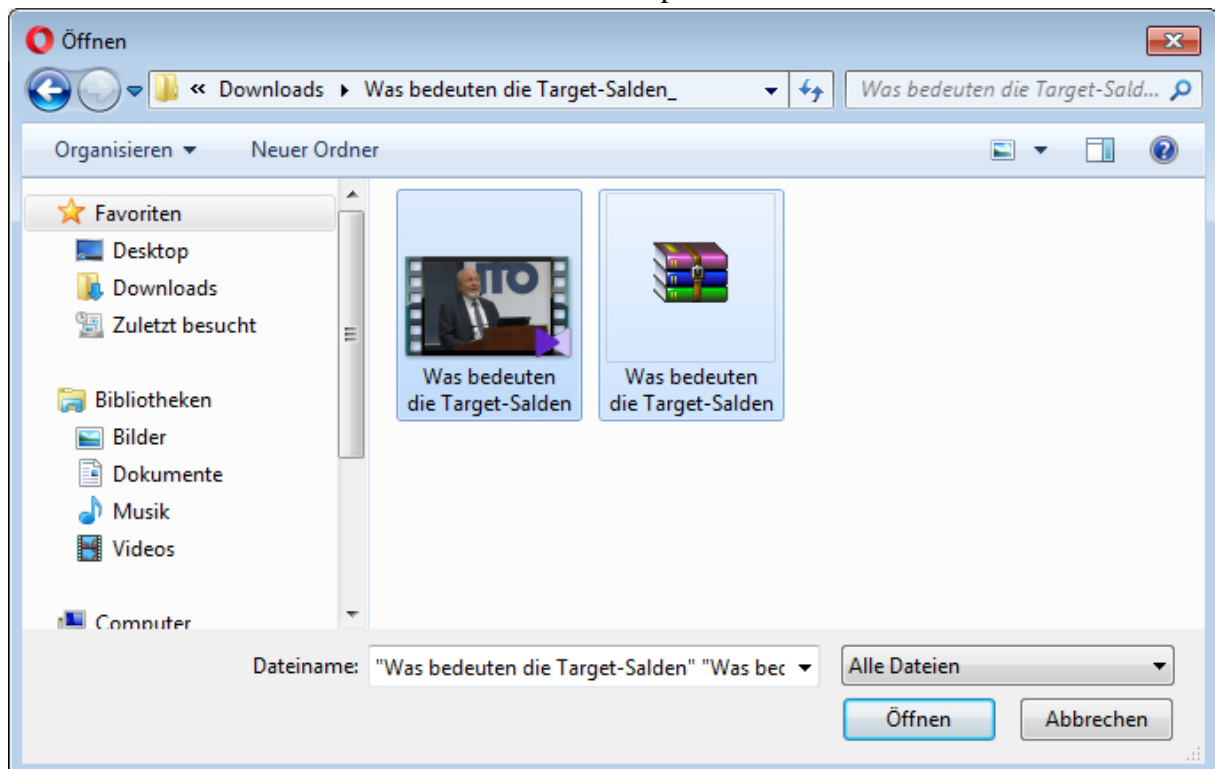 Öffnen
« Downloads ▸ Was bedeuten die Target-Salden_
Was bedeuten die Target-Sald...
Organisieren
Neuer Ordner
Favoriten
Desktop
Downloads
Zuletzt besucht
Bibliotheken
Bilder
Dokumente
Musik
Videos
Computer
ITO
Was bedeuten
die Target-Salden
Was bedeuten
die Target-Salden
Dateiname: "Was bedeuten die Target-Salden" "Was bec
Alle Dateien
Öffnen
Abbrechen